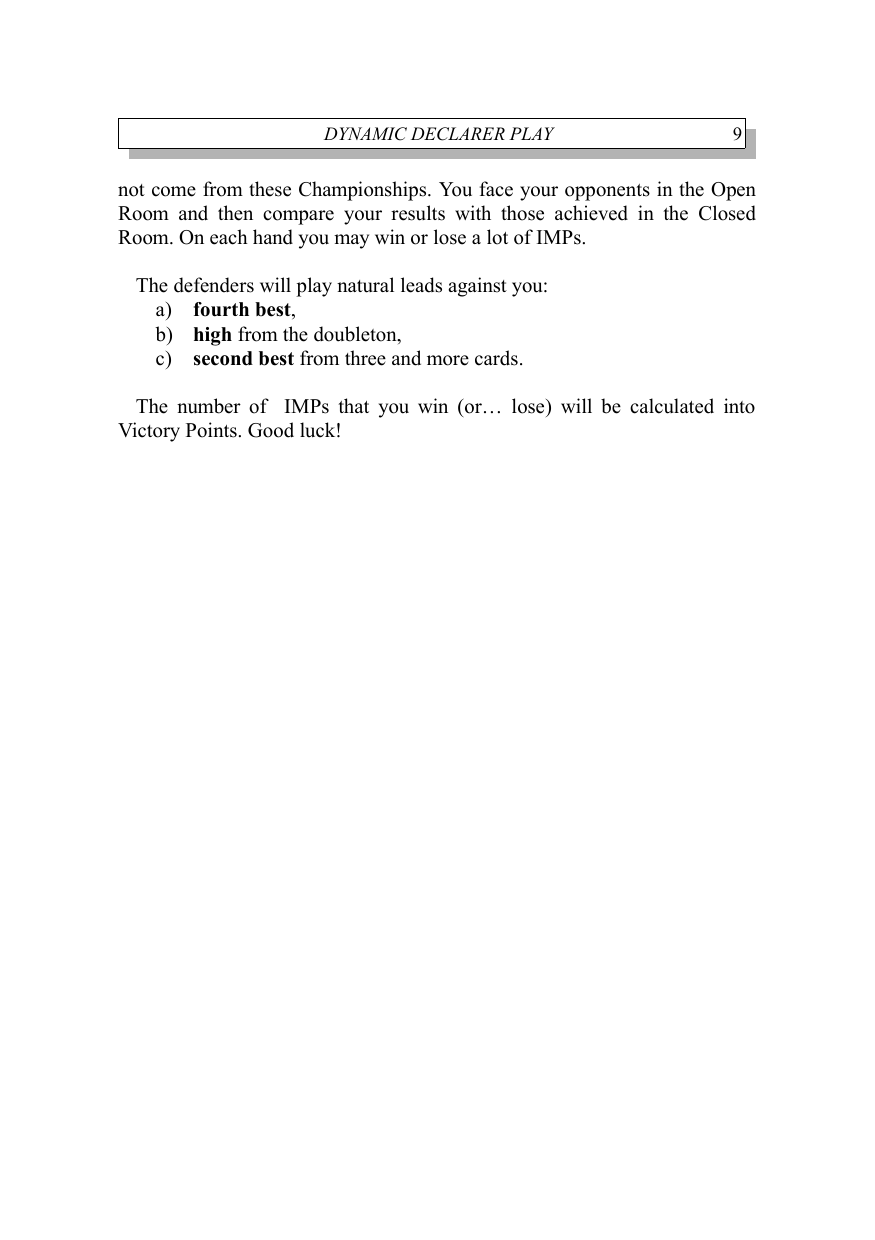 DYNAMIC DECLARER PLAY 9
not come from these Championships. You face your opponents in the Open
Room and then compare your results with those achieved in the Closed
Room. On each hand you may win or lose a lot of IMPs.
The defenders will play natural leads against you:
a) fourth best,
b) high from the doubleton,
c) second best from three and more cards.
The number of IMPs that you win (or… lose) will be calculated into
Victory Points. Good luck!